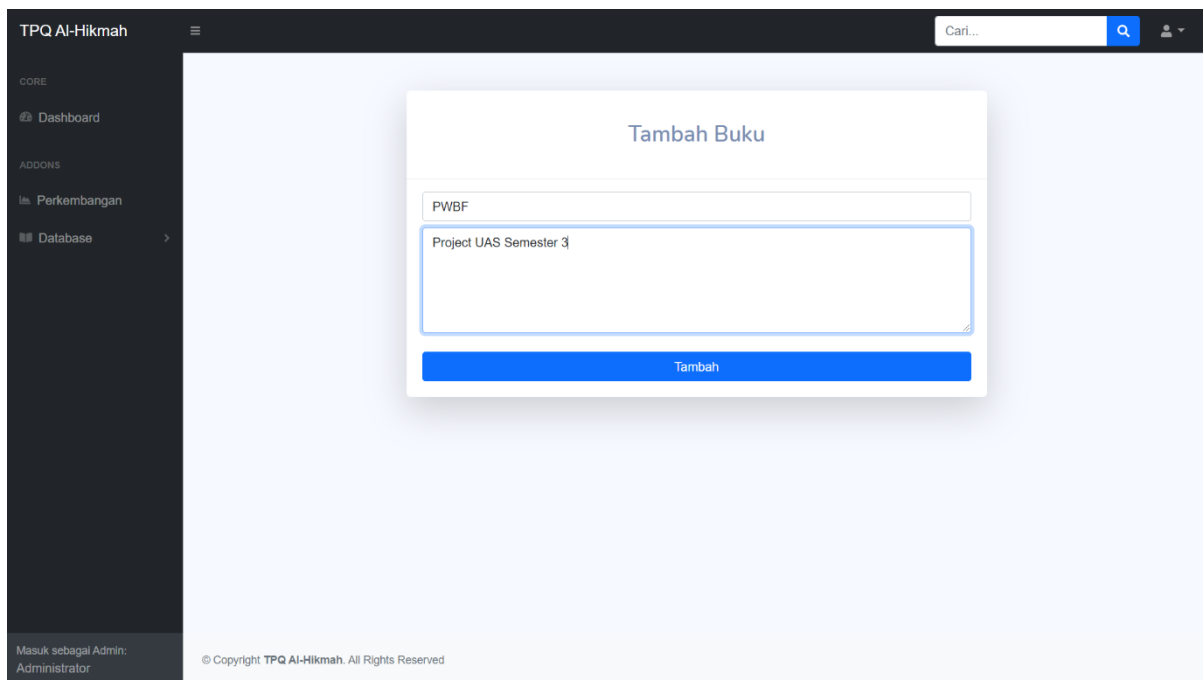 TPQ Al-Hikmah
Cari...
CORE
Dashboard
ADDONS
Perkembangan
Database
Tambah Buku
PWBF
Project UAS Semester 3
Tambah
Masuk sebagai Admin:
Administrator
© Copyright TPQ Al-Hikmah. All Rights Reserved